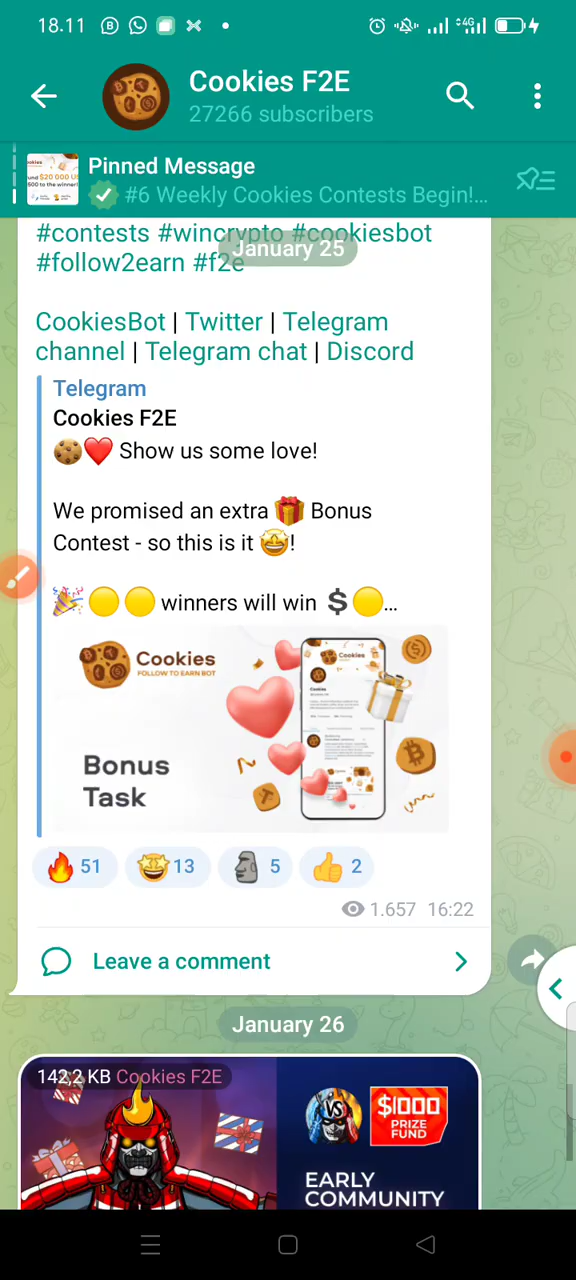 18.11
4G
Cookies F2E
27266 subscribers
Pinned Message
#6 Weekly Cookies Contests Begin!...
#contests #wincrypto #cookiesbot
January 25
#follow2earn #f2e
CookiesBot | Twitter | Telegram
channel | Telegram chat | Discord
Telegram
Cookies F2E
🍪❤️ Show us some love!
We promised an extra 🎁 Bonus
Contest - so this is it 🤩!
🎉🟡🟡 winners will win 💲🟡...
Cookies
FOLLOW TO EARN BOT
Bonus
Task
🔥 51 🤩 13 🗿 5 👍 2
1.657 16:22
Leave a comment
January 26
142,2 KB Cookies F2E
VS
$1000
PRIZE
FUND
EARLY
COMMUNITY